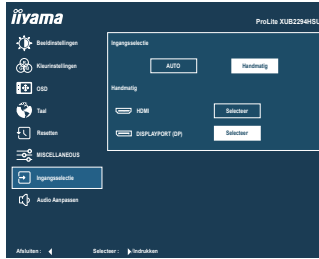 iiyama
ProLite XUB2294HSU
Beeldinstellingen
Kleurinstellingen
OSD
Taal
Resetten
MISCELLANEOUS
Ingangsselectie
Audio Aanpassen
Ingangsselectie
AUTO
Handmatig
Handmatig
HDMI
Selecteer
DISPLAYPORT (DP)
Selecteer
Afsluiten :
Selecteer :
Indrukken